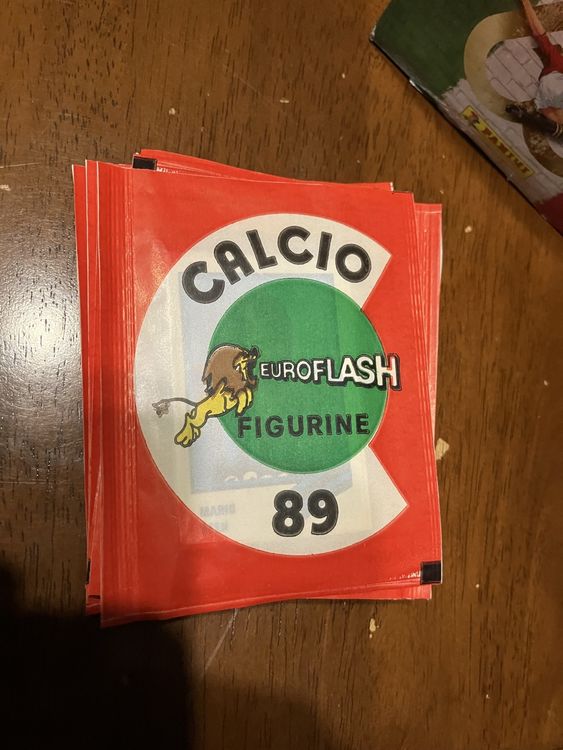 CALCIO
EUROFLASH
FIGURINE
89
PANINI